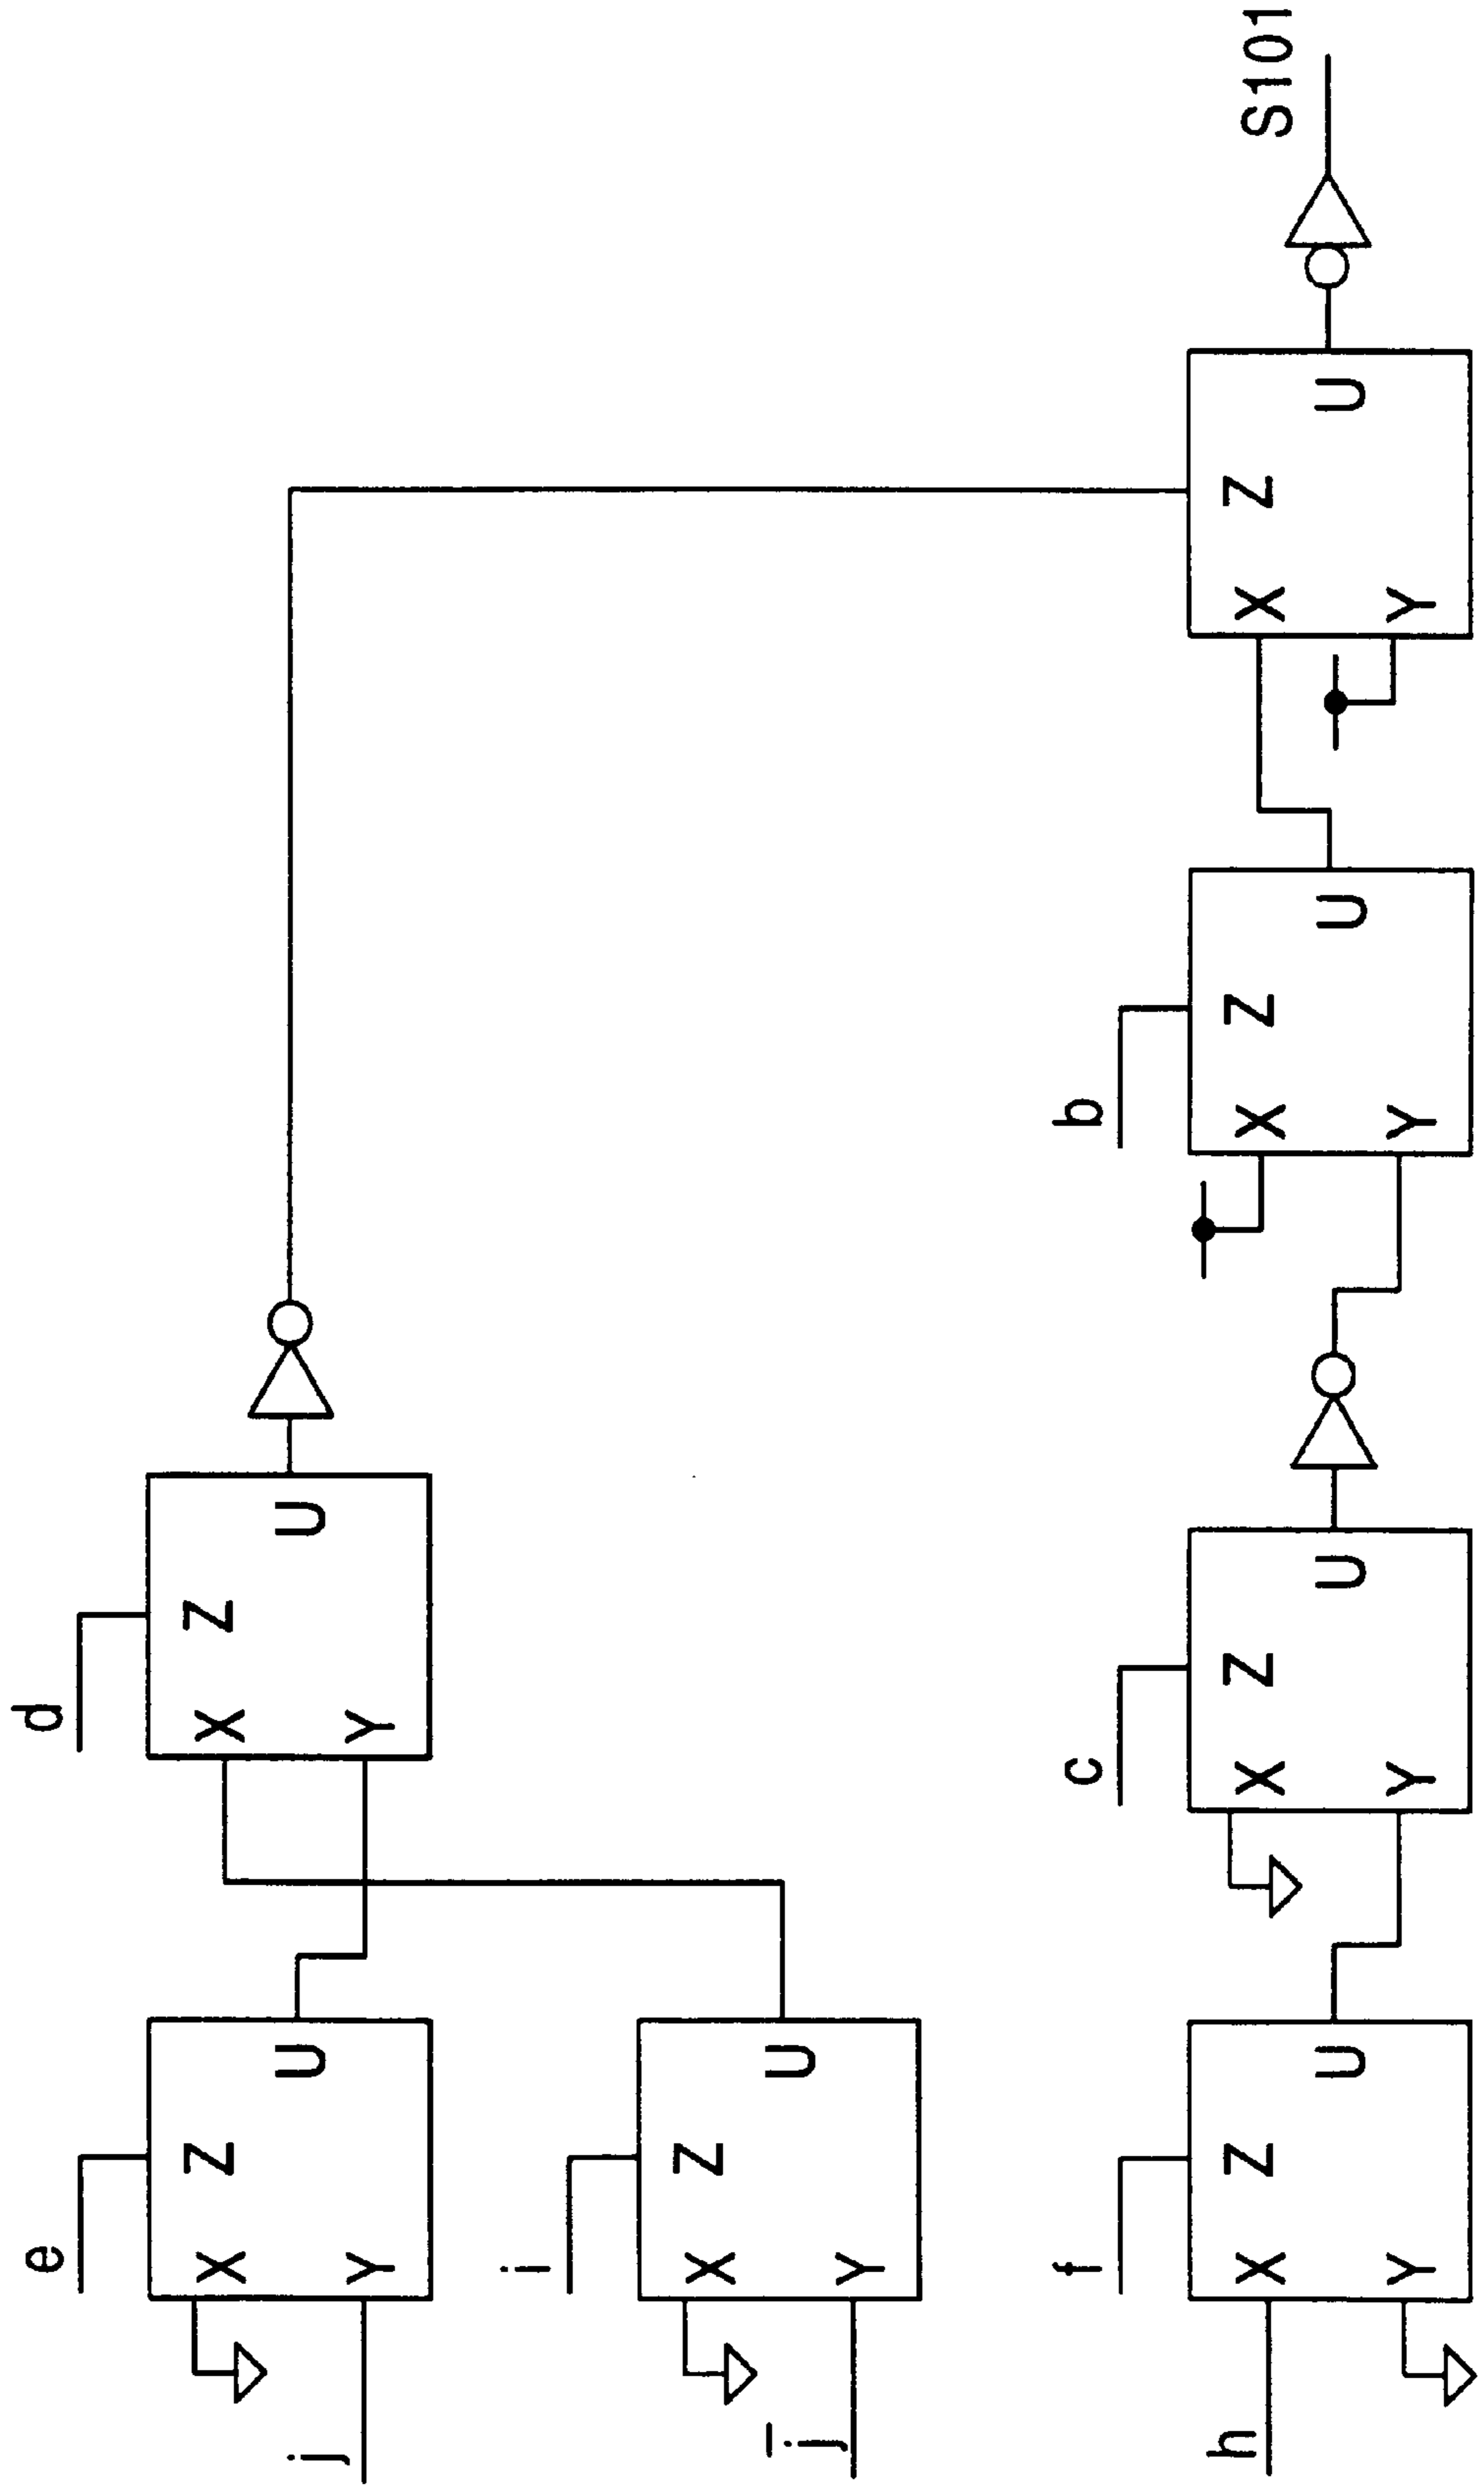 e d
X Z X Z
U U
j
Y Y
i
X Z
U
j̅
Y
f c b
h X Z X Z X Z X Z S101
U U U U
Y Y Y Y